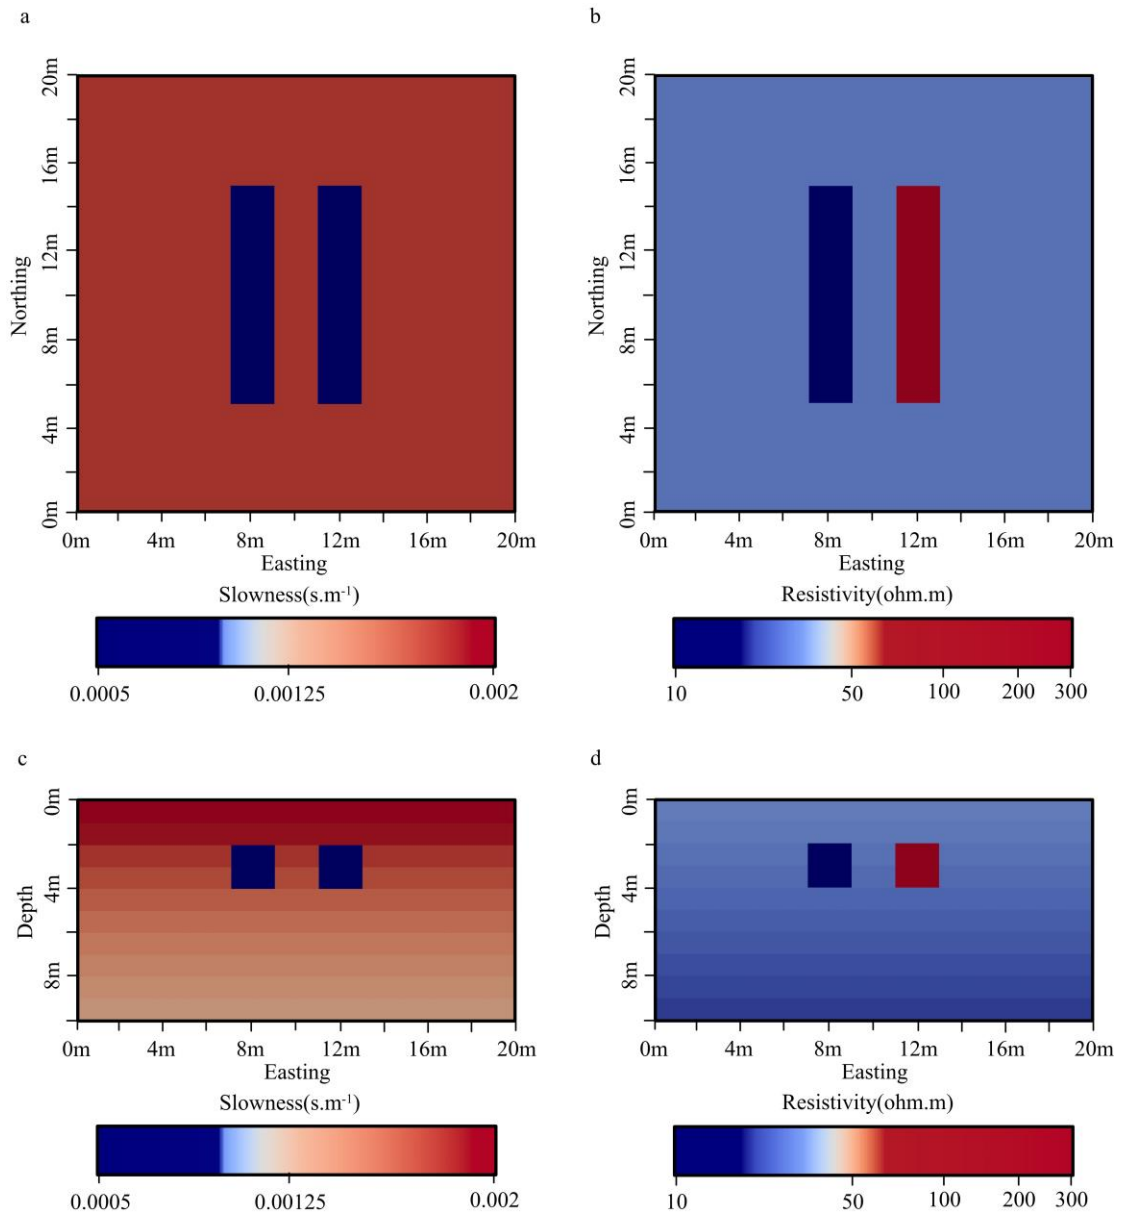 a
20m
16m
12m
8m
4m
0m
Northing
0m 4m 8m 12m 16m 20m
Easting
Slowness(s.m⁻¹)
0.0005 0.00125 0.002
b
20m
16m
12m
8m
4m
0m
Northing
0m 4m 8m 12m 16m 20m
Easting
Resistivity(ohm.m)
10 50 100 200 300
c
0m
4m
8m
Depth
0m 4m 8m 12m 16m 20m
Easting
Slowness(s.m⁻¹)
0.0005 0.00125 0.002
d
0m
4m
8m
Depth
0m 4m 8m 12m 16m 20m
Easting
Resistivity(ohm.m)
10 50 100 200 300